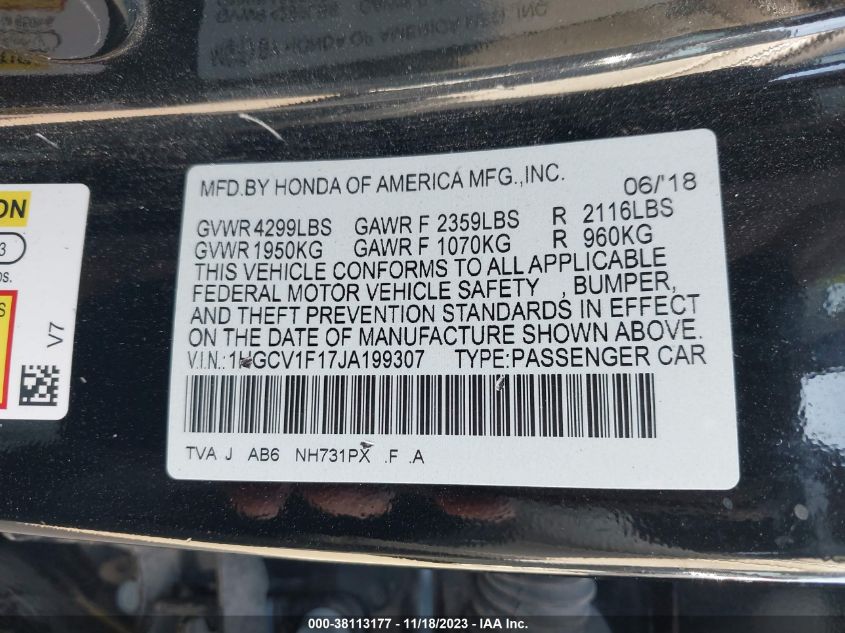 MFD.BY HONDA OF AMERICA MFG.,INC. 06/'18
GVWR 4299LBS GAWR F 2359LBS R 2116LBS
GVWR 1950KG GAWR F 1070KG R 960KG
THIS VEHICLE CONFORMS TO ALL APPLICABLE
FEDERAL MOTOR VEHICLE SAFETY , BUMPER,
AND THEFT PREVENTION STANDARDS IN EFFECT
ON THE DATE OF MANUFACTURE SHOWN ABOVE.
V.I.N.:1HGCV1F17JA199307 TYPE:PASSENGER CAR
TVA J AB6 NH731PX .F .A
V7
000-38113177 - 11/18/2023 - IAA Inc.